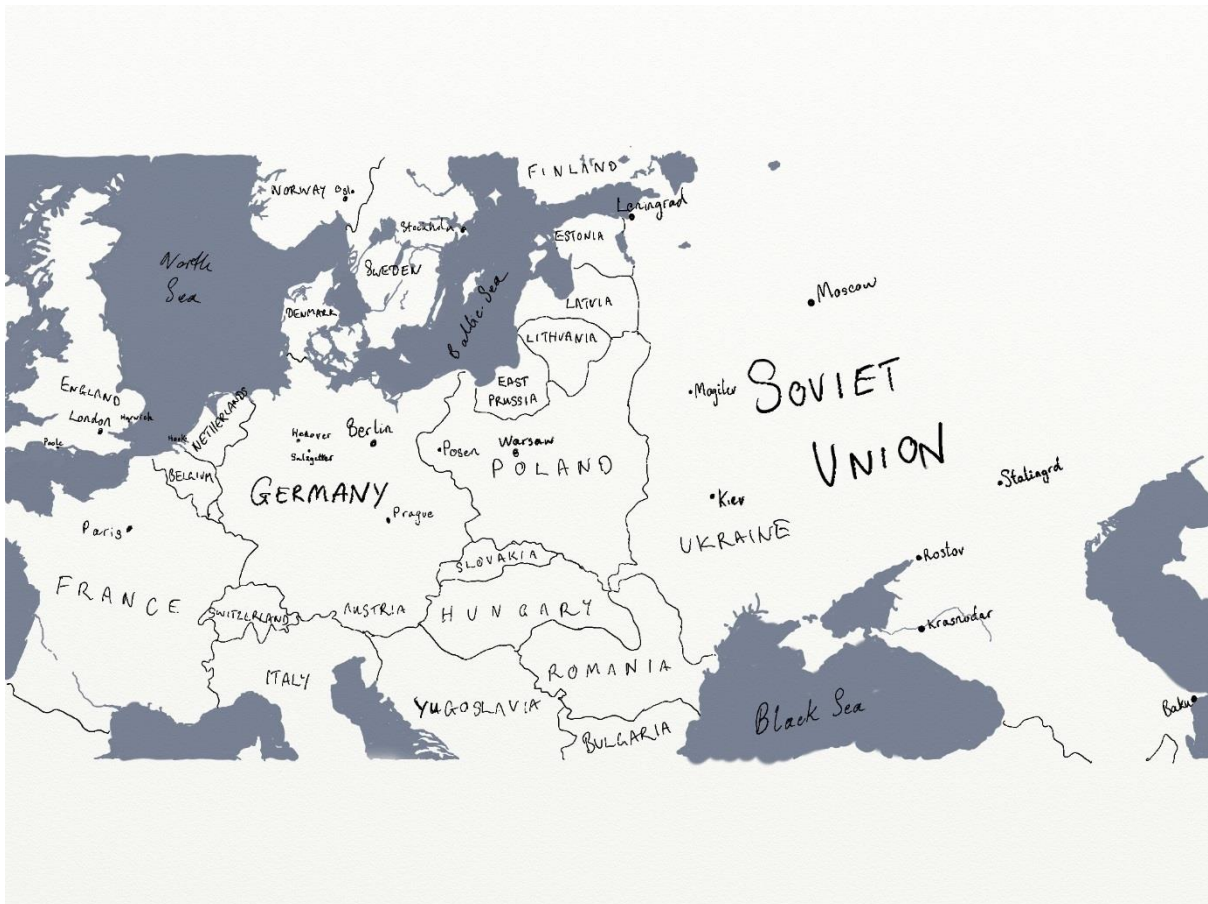 FINLAND
NORWAY Oslo
Leningrad
Stockholm
ESTONIA
North
Sea
SWEDEN
Moscow
LATVIA
DENMARK
Baltic Sea
LITHUANIA
EAST
PRUSSIA
ENGLAND
Mogilev
SOVIET
UNION
NETHERLANDS
London
Harwich
Poole
Hook
Hanover
Berlin
Salzgitter
Posen
Warsaw
POLAND
BELGIUM
GERMANY
Stalingrd
Kiev
Prague
Paris
UKRAINE
SLOVAKIA
Rostov
FRANCE
SWITZERLAND
AUSTRIA
HUNGARY
Krasnodar
ITALY
ROMANIA
YUGOSLAVIA
Black Sea
Baku
BULGARIA